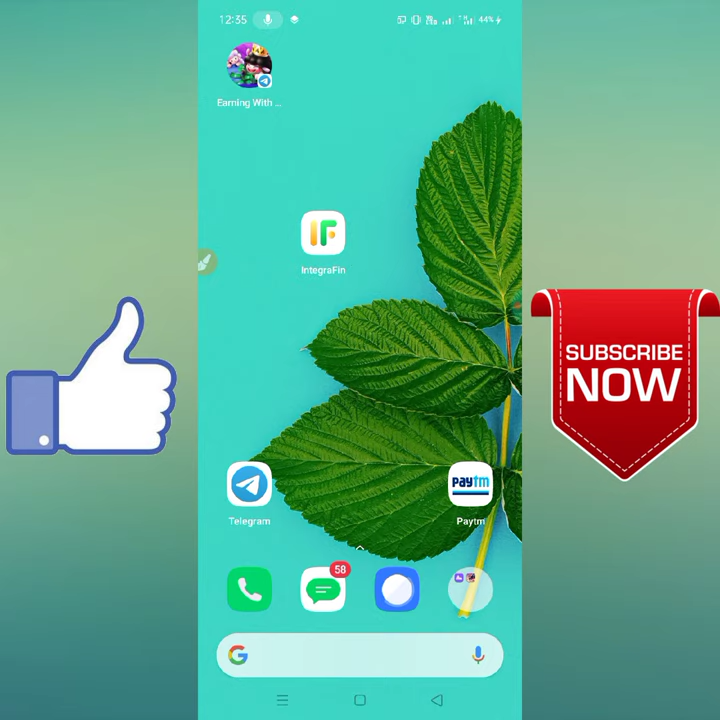 12:35
44%
Earning With ...
IF
IntegraFin
SUBSCRIBE
NOW
paytm
Telegram
Paytm
58
G